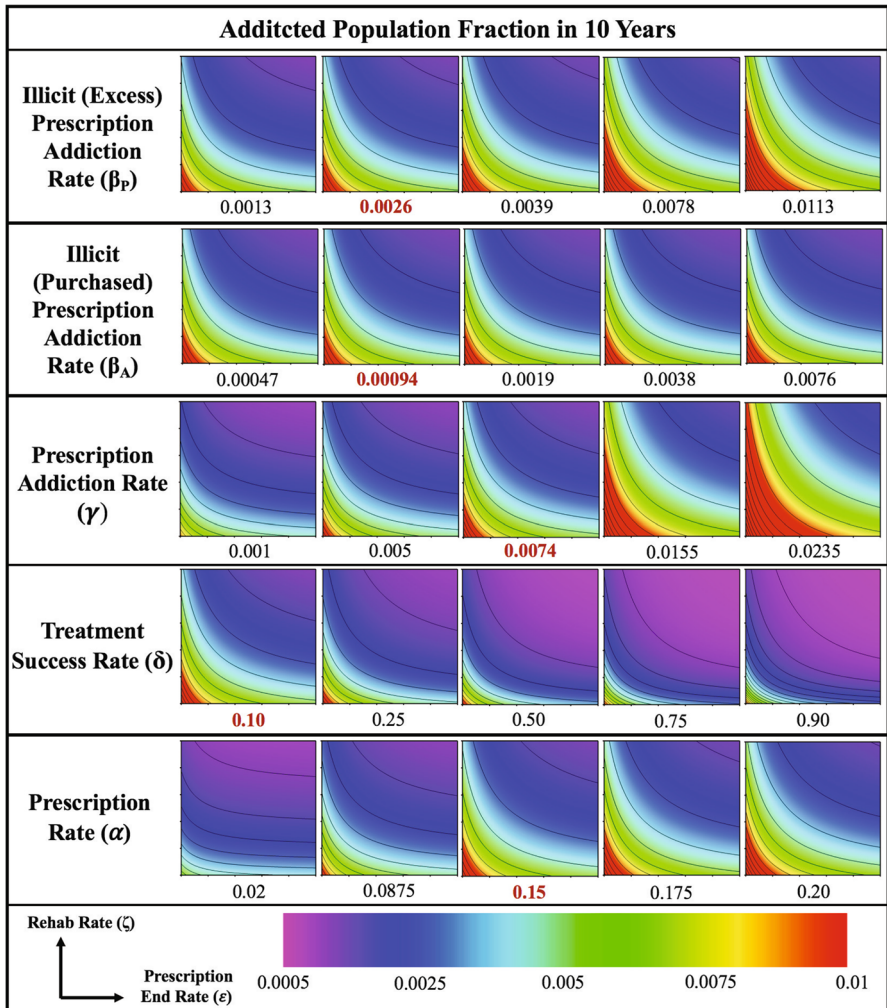 Additcted Population Fraction in 10 Years
Illicit (Excess)
Prescription
Addiction
Rate (βP)
0.0013 0.0026 0.0039 0.0078 0.0113
Illicit
(Purchased)
Prescription
Addiction
Rate (βA)
0.00047 0.00094 0.0019 0.0038 0.0076
Prescription
Addiction Rate
(γ)
0.001 0.005 0.0074 0.0155 0.0235
Treatment
Success Rate (δ)
0.10 0.25 0.50 0.75 0.90
Prescription
Rate (α)
0.02 0.0875 0.15 0.175 0.20
Rehab Rate (ζ)
Prescription
End Rate (ε)
0.0005 0.0025 0.005 0.0075 0.01